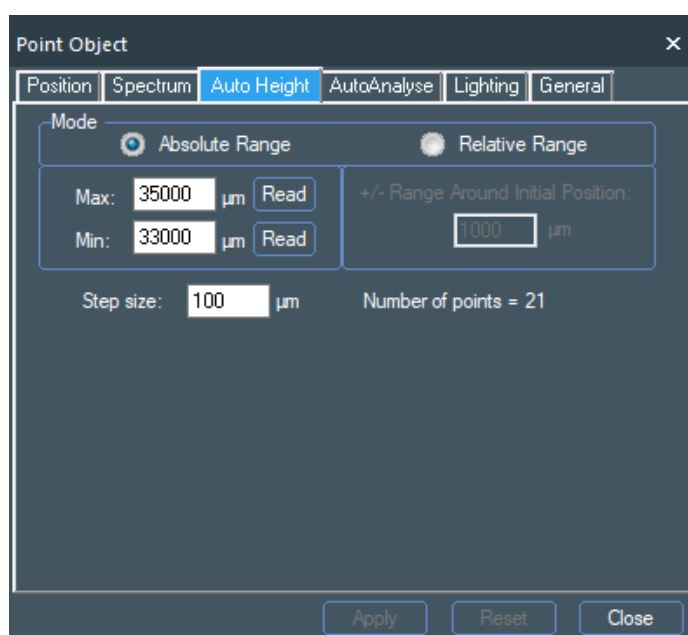 Point Object ×
Position Spectrum Auto Height AutoAnalyse Lighting General
Mode
Absolute Range Relative Range
Max: 35000 µm Read
Min: 33000 µm Read
+/- Range Around Initial Position:
1000 µm
Step size: 100 µm Number of points = 21
Apply Reset Close